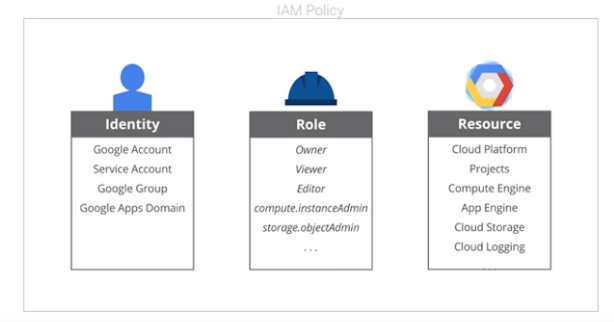 IAM Policy
Identity
Google Account
Service Account
Google Group
Google Apps Domain
Role
Owner
Viewer
Editor
compute.instanceAdmin
storage.objectAdmin
...
Resource
Cloud Platform
Projects
Compute Engine
App Engine
Cloud Storage
Cloud Logging
...